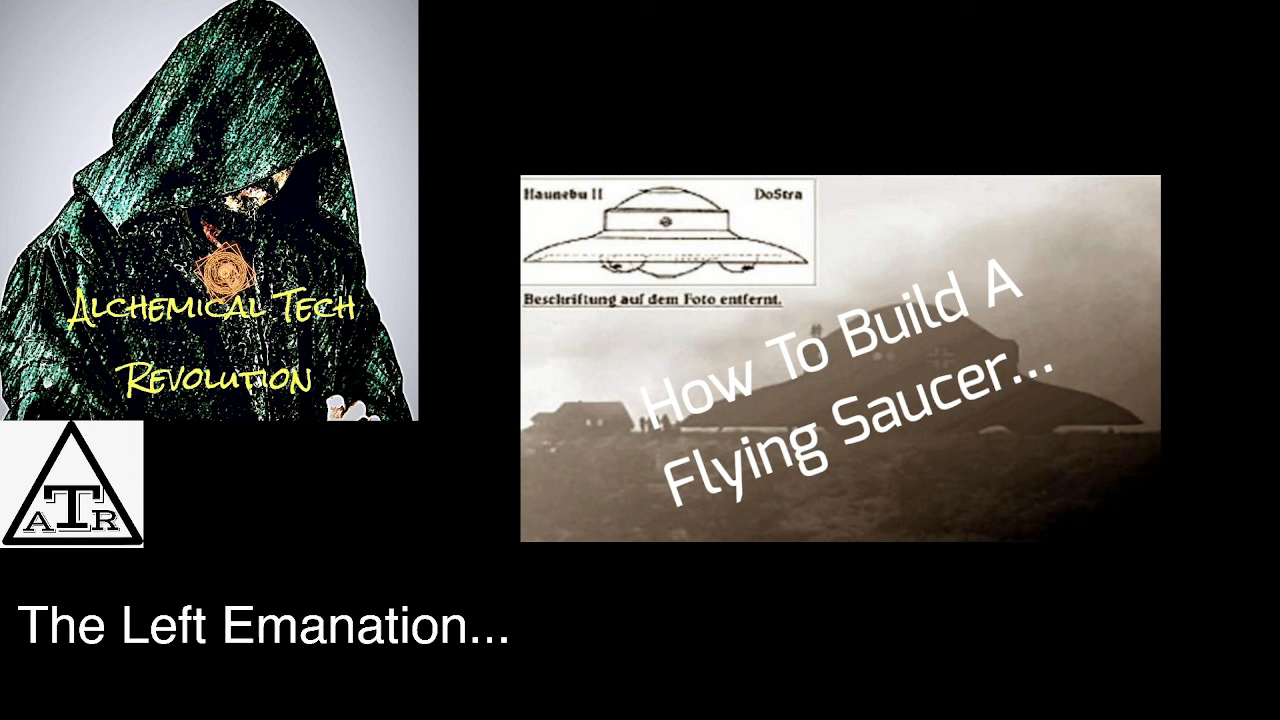 Alchemical Tech
Revolution
ATR
The Left Emanation...
Haunebu II DoStra
Beschriftung auf dem Foto entfernt.
How To Build A
Flying Saucer...